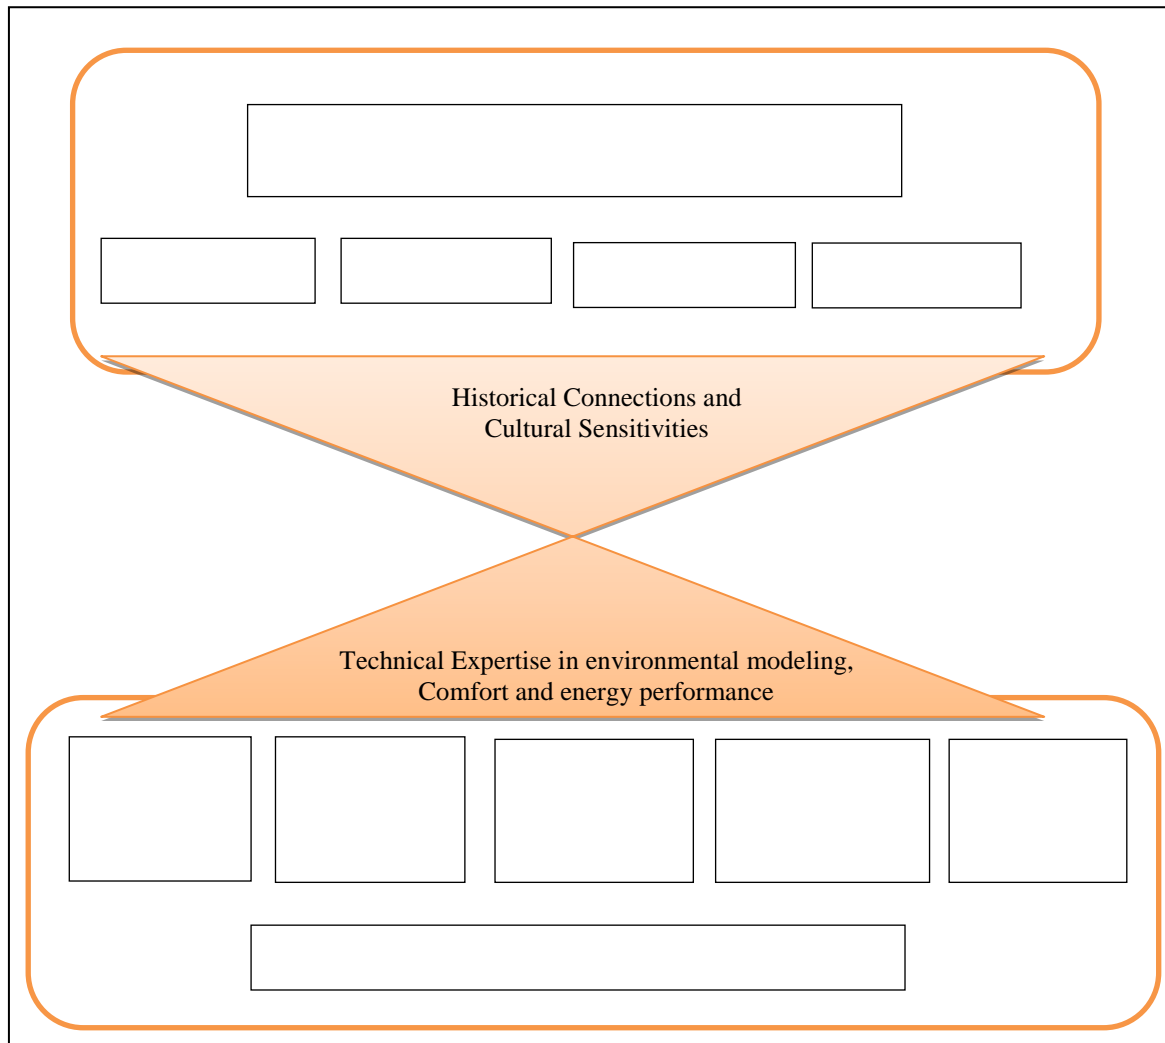 Historical Connections and
Cultural Sensitivities
Technical Expertise in environmental modeling,
Comfort and energy performance